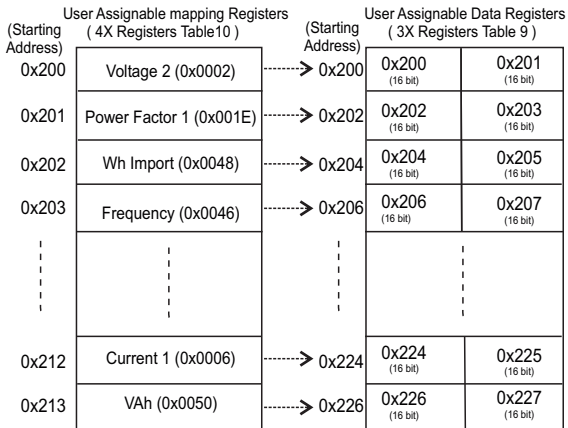 User Assignable mapping Registers
( 4X Registers Table10 )
User Assignable Data Registers
( 3X Registers Table 9 )
(Starting
Address)
(Starting
Address)
0x200 Voltage 2 (0x0002) 0x200 0x200 0x201
(16 bit) (16 bit)
0x201 Power Factor 1 (0x001E) 0x202 0x202 0x203
(16 bit) (16 bit)
0x202 Wh Import (0x0048) 0x204 0x204 0x205
(16 bit) (16 bit)
0x203 Frequency (0x0046) 0x206 0x206 0x207
(16 bit) (16 bit)
0x212 Current 1 (0x0006) 0x224 0x224 0x225
(16 bit) (16 bit)
0x213 VAh (0x0050) 0x226 0x226 0x227
(16 bit) (16 bit)